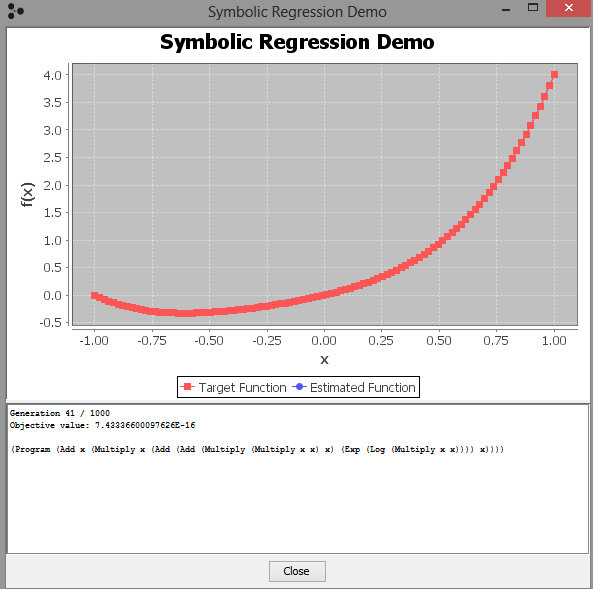 Symbolic Regression Demo
Symbolic Regression Demo
4.0
3.5
3.0
2.5
2.0
1.5
1.0
0.5
0.0
-0.5
f(x)
-1.00 -0.75 -0.50 -0.25 0.00 0.25 0.50 0.75 1.00
x
Target Function Estimated Function
Generation 41 / 1000
Objective value: 7.4336600097626E-16
(Program (Add x (Multiply x (Add (Add (Multiply (Multiply x x) x) (Exp (Log (Multiply x x)))) x))))
Close